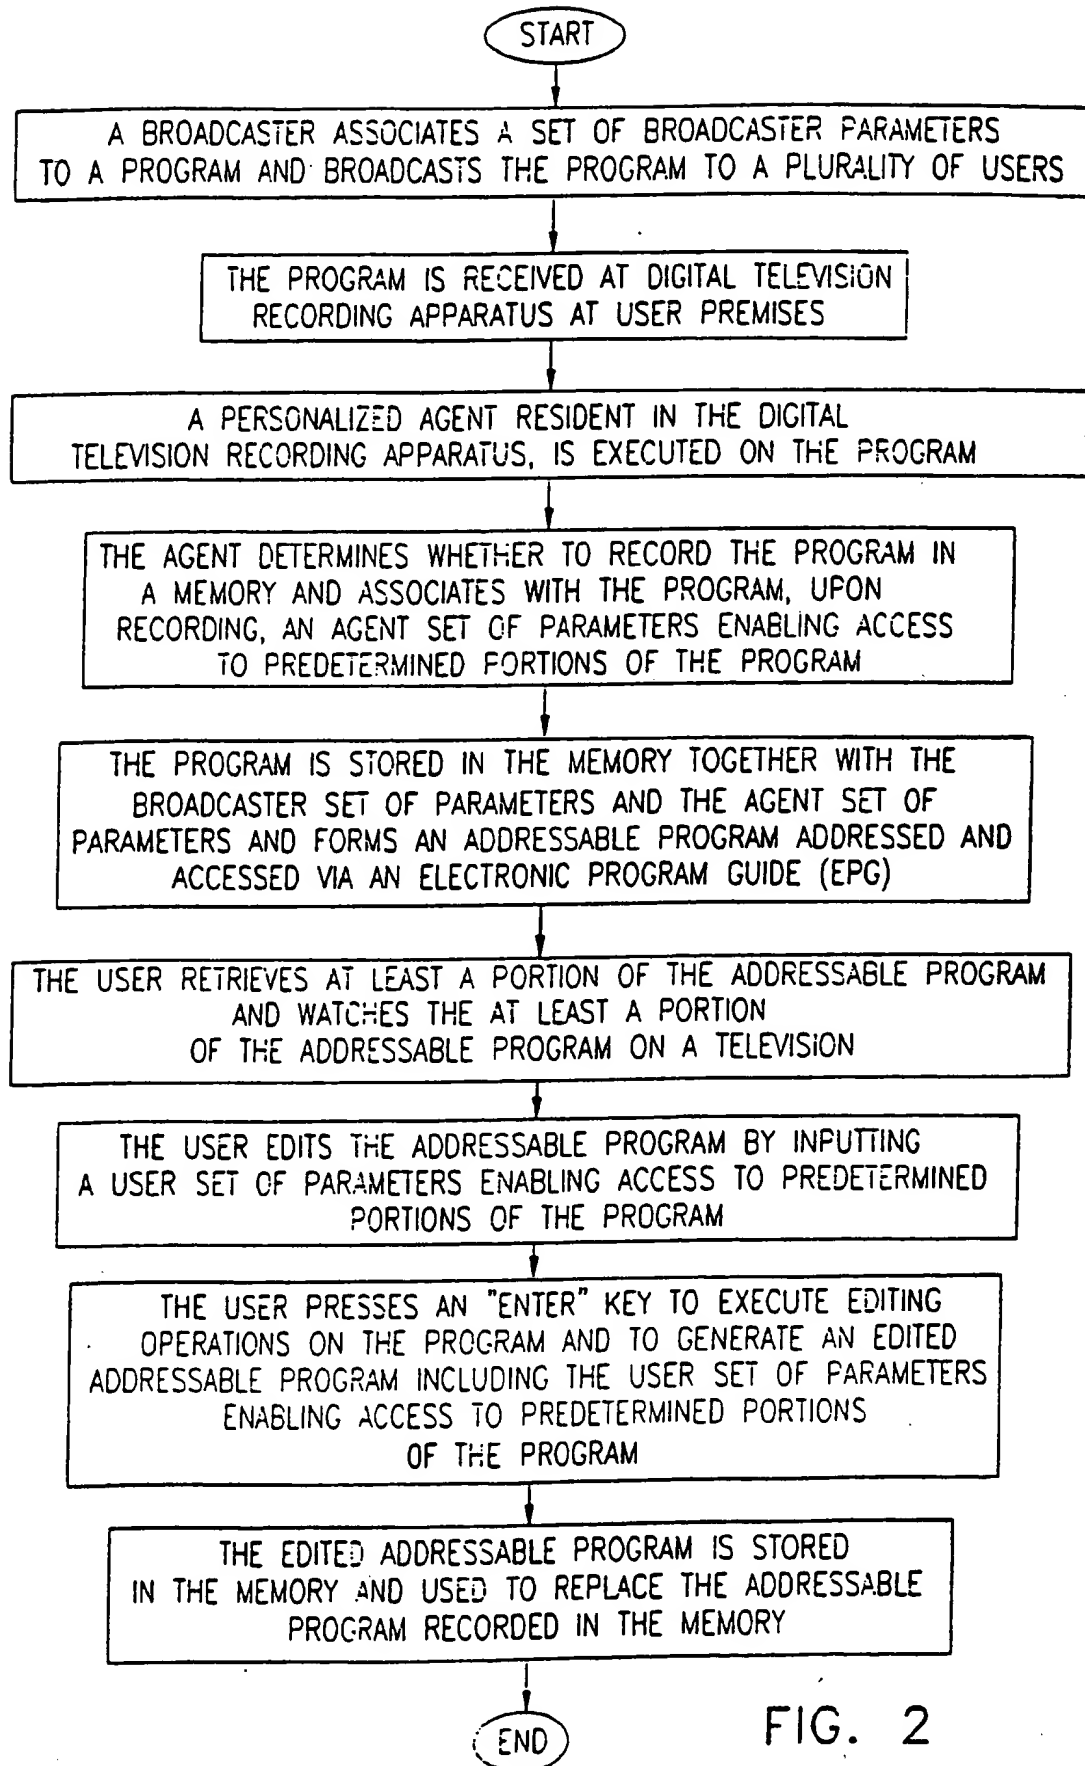 START
A BROADCASTER ASSOCIATES A SET OF BROADCASTER PARAMETERS
TO A PROGRAM AND BROADCASTS THE PROGRAM TO A PLURALITY OF USERS
THE PROGRAM IS RECEIVED AT DIGITAL TELEVISION
RECORDING APPARATUS AT USER PREMISES
A PERSONALIZED AGENT RESIDENT IN THE DIGITAL
TELEVISION RECORDING APPARATUS, IS EXECUTED ON THE PROGRAM
THE AGENT DETERMINES WHETHER TO RECORD THE PROGRAM IN
A MEMORY AND ASSOCIATES WITH THE PROGRAM, UPON
RECORDING, AN AGENT SET OF PARAMETERS ENABLING ACCESS
TO PREDETERMINED PORTIONS OF THE PROGRAM
THE PROGRAM IS STORED IN THE MEMORY TOGETHER WITH THE
BROADCASTER SET OF PARAMETERS AND THE AGENT SET OF
PARAMETERS AND FORMS AN ADDRESSABLE PROGRAM ADDRESSED AND
ACCESSED VIA AN ELECTRONIC PROGRAM GUIDE (EPG)
THE USER RETRIEVES AT LEAST A PORTION OF THE ADDRESSABLE PROGRAM
AND WATCHES THE AT LEAST A PORTION
OF THE ADDRESSABLE PROGRAM ON A TELEVISION
THE USER EDITS THE ADDRESSABLE PROGRAM BY INPUTTING
A USER SET OF PARAMETERS ENABLING ACCESS TO PREDETERMINED
PORTIONS OF THE PROGRAM
THE USER PRESSES AN "ENTER" KEY TO EXECUTE EDITING
OPERATIONS ON THE PROGRAM AND TO GENERATE AN EDITED
ADDRESSABLE PROGRAM INCLUDING THE USER SET OF PARAMETERS
ENABLING ACCESS TO PREDETERMINED PORTIONS
OF THE PROGRAM
THE EDITED ADDRESSABLE PROGRAM IS STORED
IN THE MEMORY AND USED TO REPLACE THE ADDRESSABLE
PROGRAM RECORDED IN THE MEMORY
END
FIG. 2